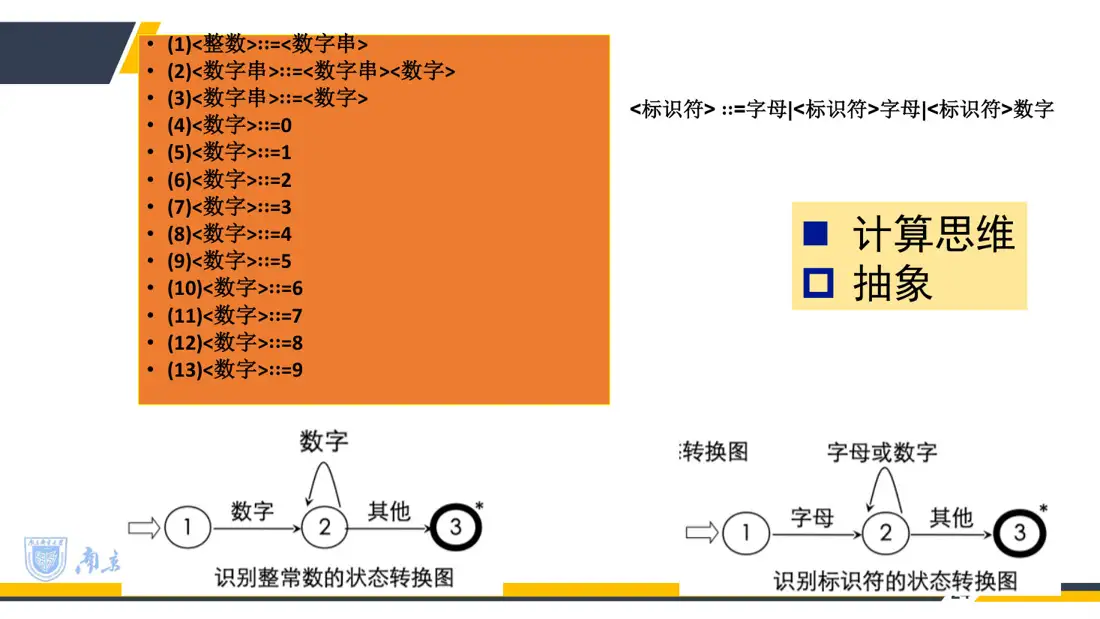 • (1)<整数>::=<数字串>
• (2)<数字串>::=<数字串><数字>
• (3)<数字串>::=<数字>
• (4)<数字>::=0
• (5)<数字>::=1
• (6)<数字>::=2
• (7)<数字>::=3
• (8)<数字>::=4
• (9)<数字>::=5
• (10)<数字>::=6
• (11)<数字>::=7
• (12)<数字>::=8
• (13)<数字>::=9
<标识符> ::=字母|<标识符>字母|<标识符>数字
计算思维
抽象
数字
1
数字
2
其他
3
*
识别整常数的状态转换图
转换图
字母或数字
1
字母
2
其他
3
*
识别标识符的状态转换图